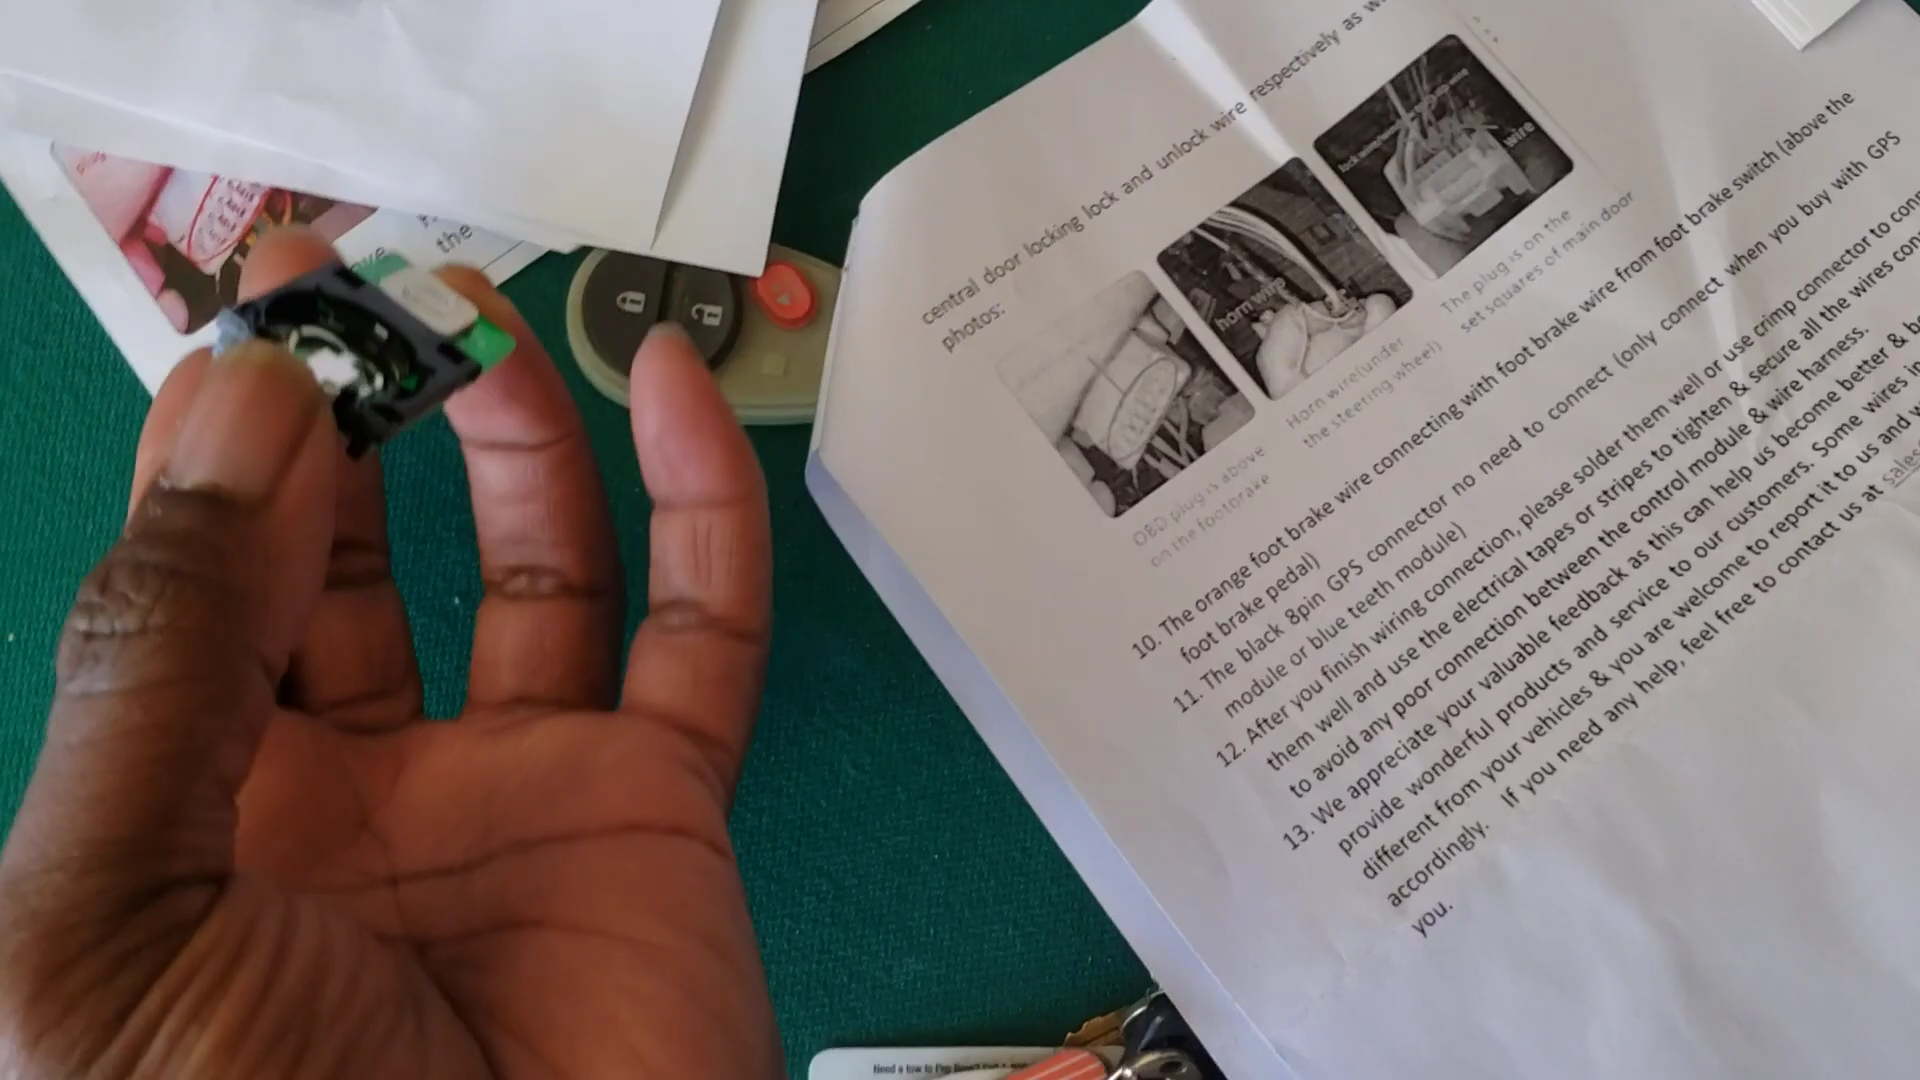 central door locking lock and unlock wire respectively as
photos:
wire
horn wire
The plug is on the
set squares of main door
Horn wire(under
the steering wheel)
OBD plug is above
on the footbrake
10. The orange foot brake wire connecting with foot brake wire from foot brake switch (above the
foot brake pedal)
11. The black 8pin GPS connector no need to connect (only connect when you buy with GPS
module or blue teeth module)
12. After you finish wiring connection, please solder them well or use crimp connector to
them well and use the electrical tapes or stripes to tighten & secure all the wires
to avoid any poor connection between the control module & wire harness.
13. We appreciate your valuable feedback as this can help us become better &
provide wonderful products and service to our customers. Some wires
different from your vehicles & you are welcome to report it to us and
accordingly. If you need any help, feel free to contact us at sales
you.
the
Need a tow to Pep Boys?